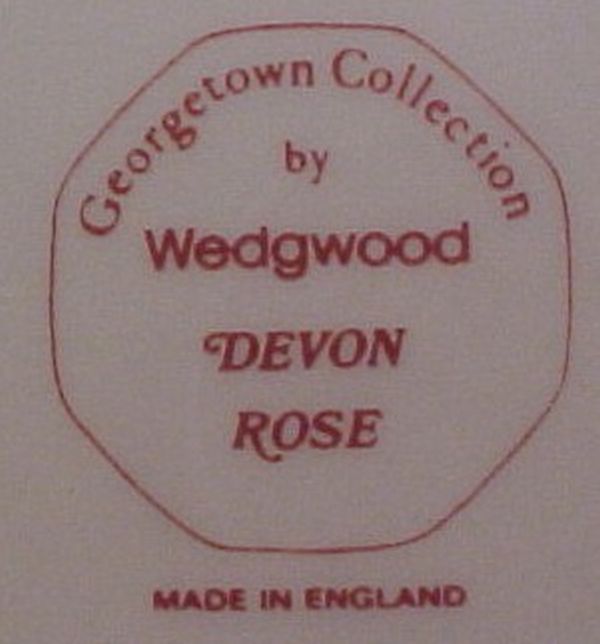 Georgetown Collection
by
Wedgwood
DEVON
ROSE
MADE IN ENGLAND